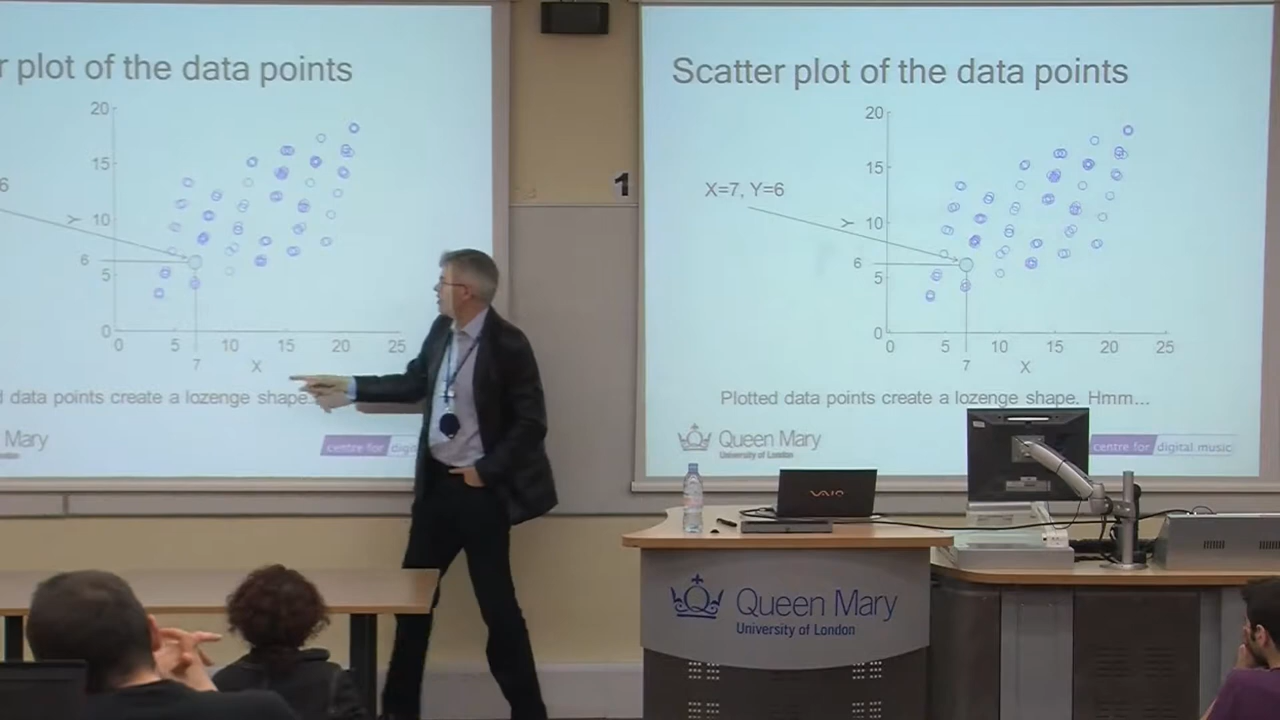 r plot of the data points
20
15
10
5
0
Y
6
6
0 5 10 15 20 25
7
X
data points create a lozenge shape.
Mary
centre for digi
1
Scatter plot of the data points
X=7, Y=6
20
15
10
5
0
Y
6
0 5 10 15 20 25
7
X
Plotted data points create a lozenge shape. Hmm...
Queen Mary
University of London
centre for digital music
VAIO
Queen Mary
University of London